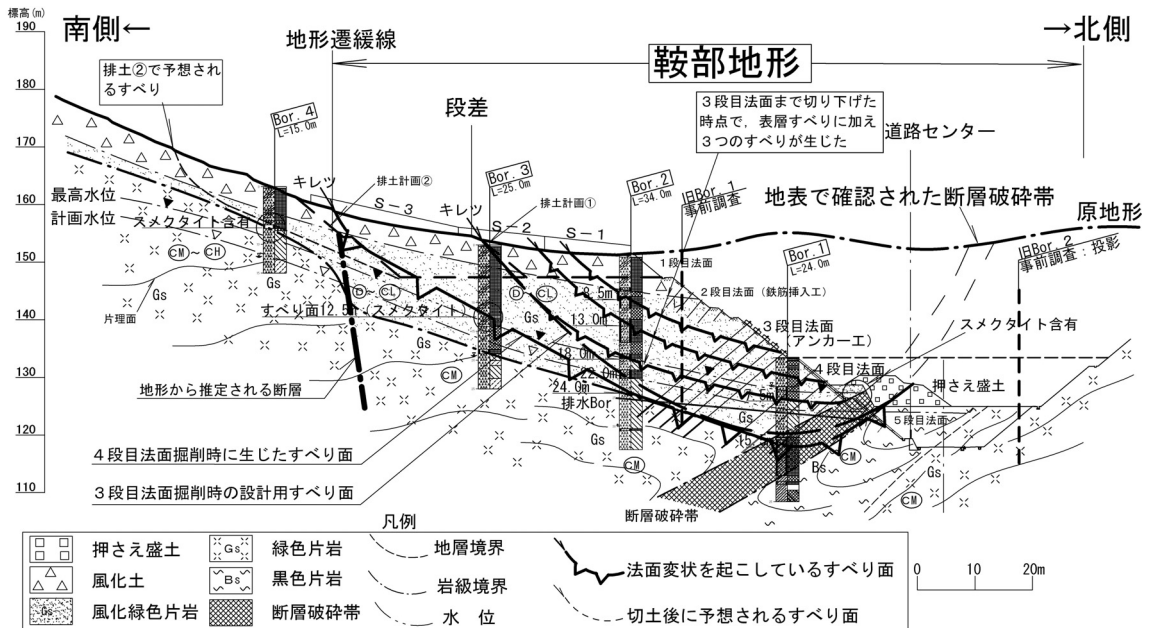 標高(m)
190
180
170
160
150
140
130
120
110
南側←
→北側
地形遷緩線
鞍部地形
排土②で予想され
るすべり
段差
3段目法面まで切り下げた
時点で,表層すべりに加え
3つのすべりが生じた
道路センター
Bor.4
L=15.0m
Bor.3
L=25.0m
Bor.2
L=34.0m
旧Bor.1
事前調査
Bor.1
L=24.0m
旧Bor.2
事前調査:投影
地表で確認された断層破砕帯
原地形
キレツ
排土計画②
S-3
キレツ
排土計画①
S-2
S-1
最高水位
計画水位
スメクタイト含有
CM~CH
Gs
片理面
D~CL
D~CL
8.5m
1段目法面
2段目法面(鉄筋挿入工)
すべり面12.5m(スメクタイト)
Gs
13.0m
3段目法面
(アンカー工)
スメクタイト含有
Gs
18.0m
22.0m
24.0m
4段目法面
CM
7.5m
押さえ盛土
地形から推定される断層
排水Bor
Gs
5段目法面
Gs
CM
CM
Bs
Gs
CM
4段目法面掘削時に生じたすべり面
3段目法面掘削時の設計用すべり面
断層破砕帯
凡例
押さえ盛土
Gs
緑色片岩
地層境界
法面変状を起こしているすべり面
風化土
Bs
黒色片岩
岩級境界
Gs
風化緑色片岩
断層破砕帯
水 位
切土後に予想されるすべり面
0 10 20m